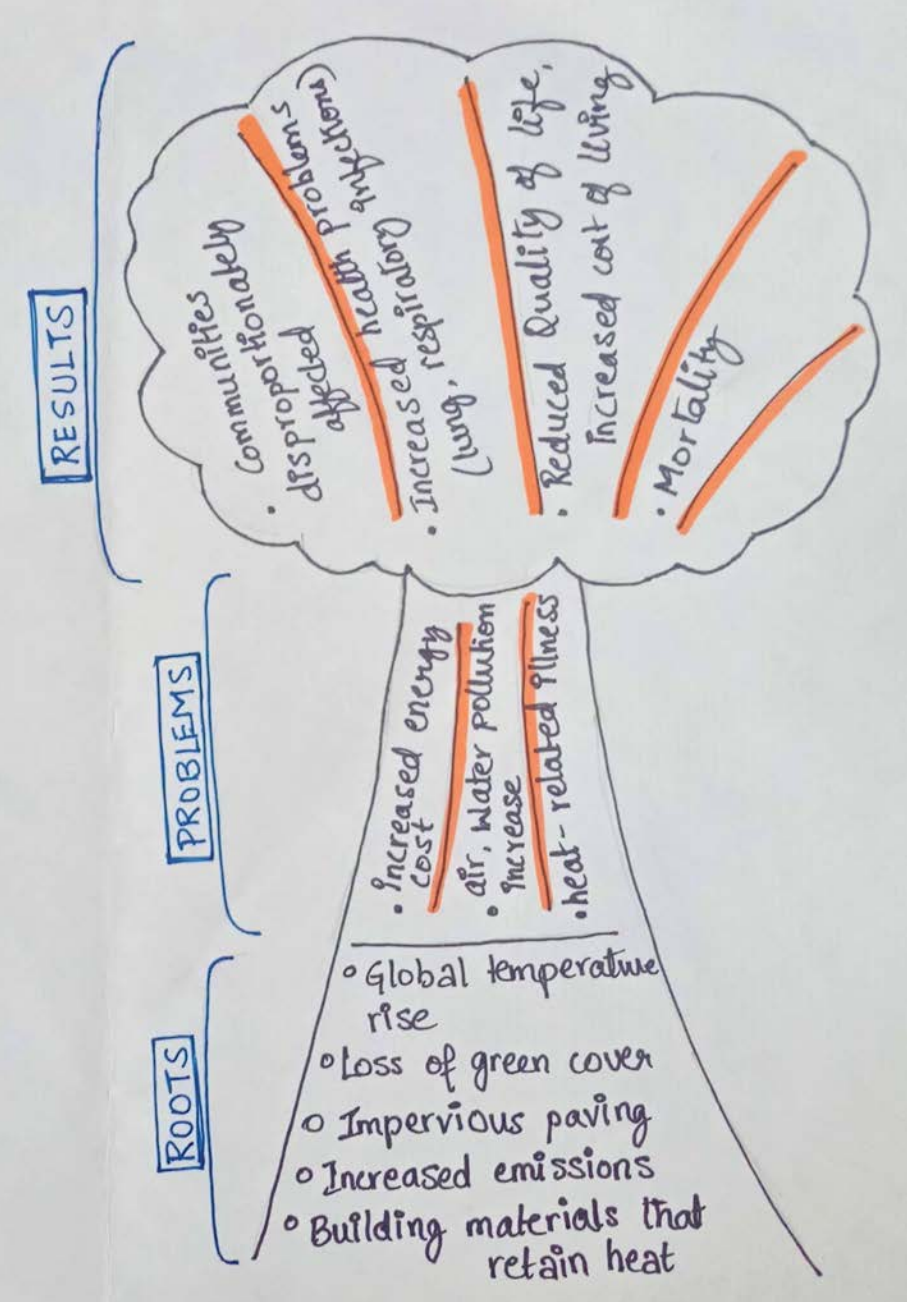 RESULTS
• Communities
disproportionately
affected
• Increased health problems
(lung, respiratory infections)
• Reduced Quality of life,
increased cost of living
• Mortality
PROBLEMS
• Increased energy
cost
• air, water pollution
increase
• heat-related illness
ROOTS
○ Global temperature
rise
○ Loss of green cover
○ Impervious paving
○ Increased emissions
○ Building materials that
retain heat